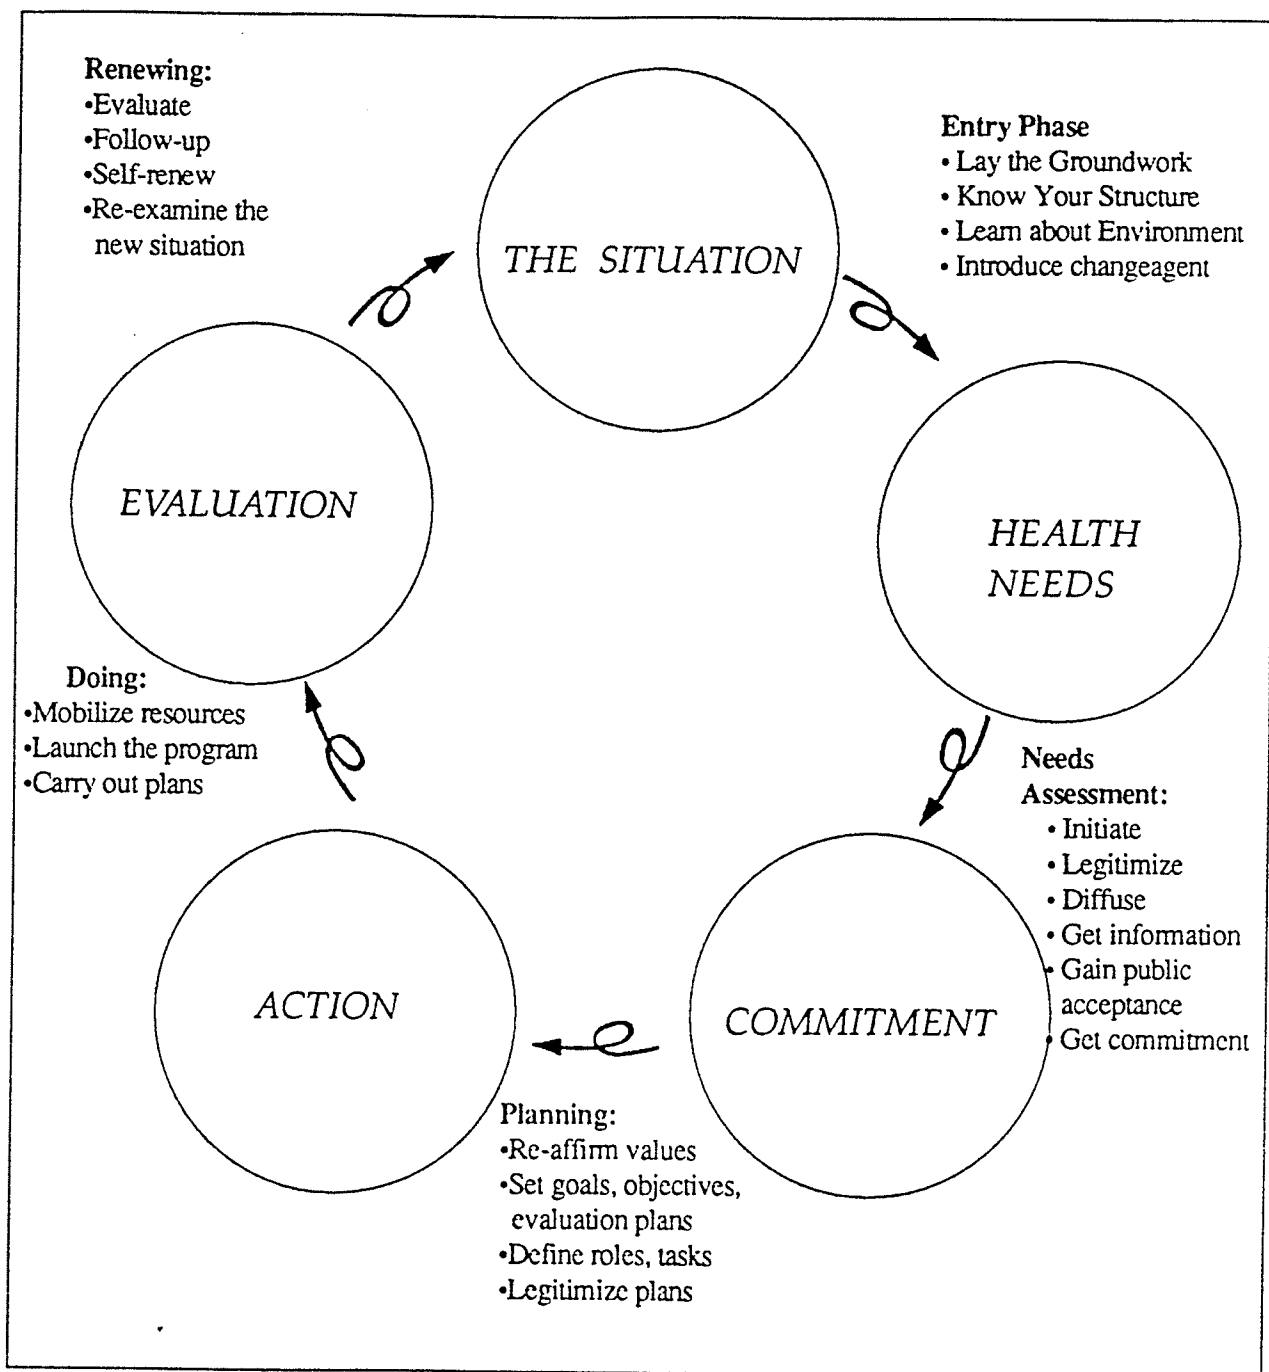 Renewing:
•Evaluate
•Follow-up
•Self-renew
•Re-examine the
new situation
THE SITUATION
Entry Phase
• Lay the Groundwork
• Know Your Structure
• Learn about Environment
• Introduce changeagent
HEALTH
NEEDS
Needs
Assessment:
• Initiate
• Legitimize
• Diffuse
• Get information
• Gain public
acceptance
• Get commitment
COMMITMENT
Planning:
•Re-affirm values
•Set goals, objectives,
evaluation plans
•Define roles, tasks
•Legitimize plans
ACTION
Doing:
•Mobilize resources
•Launch the program
•Carry out plans
EVALUATION